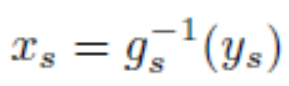 $x_s = g_s^{-1}(y_s)$